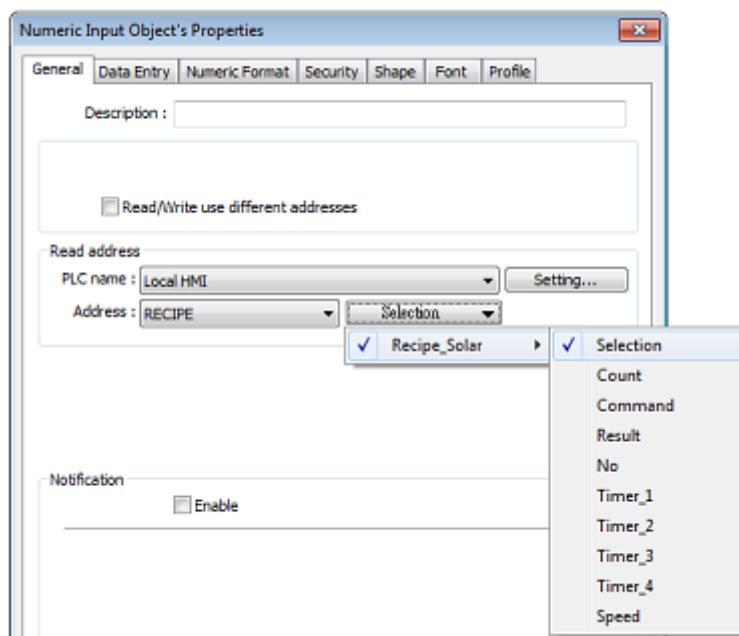 Numeric Input Object's Properties
General Data Entry Numeric Format Security Shape Font Profile
Description :
Read/Write use different addresses
Read address
PLC name : Local HMI Setting...
Address : RECIPE Selection
Recipe_Solar Selection
Count
Command
Result
No
Timer_1
Timer_2
Timer_3
Timer_4
Speed
Notification
Enable